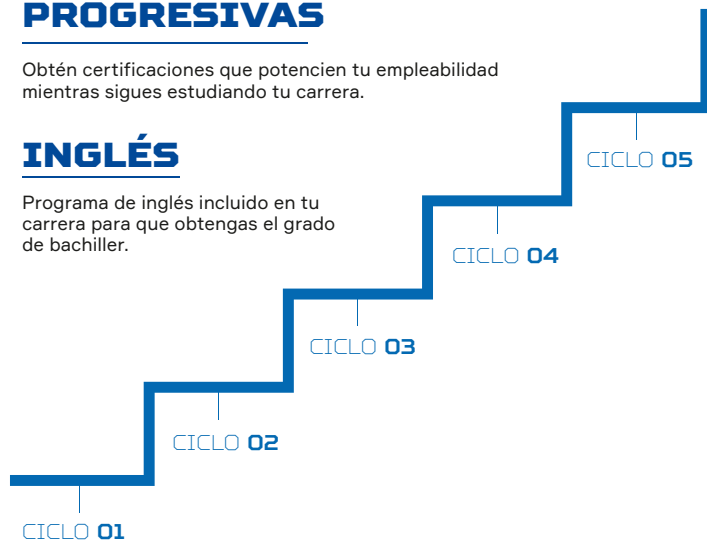 PROGRESIVAS
Obtén certificaciones que potencien tu empleabilidad
mientras sigues estudiando tu carrera.
INGLÉS
Programa de inglés incluido en tu
carrera para que obtengas el grado
de bachiller.
CICLO 05
CICLO 04
CICLO 03
CICLO 02
CICLO 01